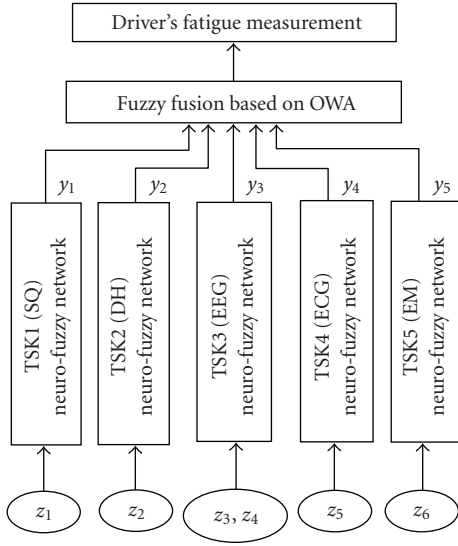 Driver's fatigue measurement
Fuzzy fusion based on OWA
y1
y2
y3
y4
y5
TSK1 (SQ)
neuro-fuzzy network
TSK2 (DH)
neuro-fuzzy network
TSK3 (EEG)
neuro-fuzzy network
TSK4 (ECG)
neuro-fuzzy network
TSK5 (EM)
neuro-fuzzy network
z1
z2
z3, z4
z5
z6